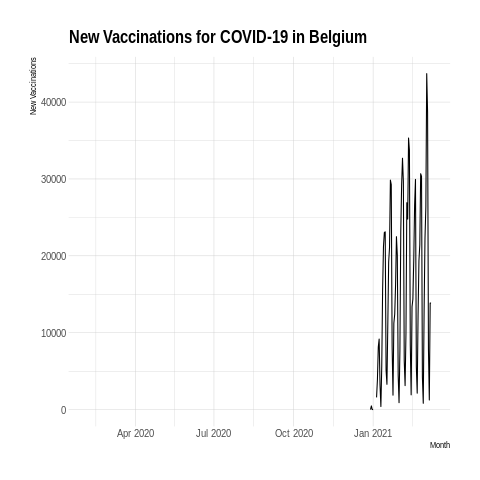 New Vaccinations for COVID-19 in Belgium
New Vaccinations
40000
30000
20000
10000
0
Apr 2020 Jul 2020 Oct 2020 Jan 2021
Month